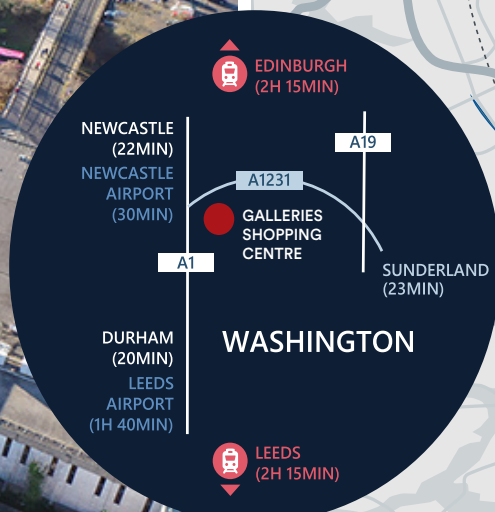 EDINBURGH
(2H 15MIN)
NEWCASTLE
(22MIN)
NEWCASTLE
AIRPORT
(30MIN)
A19
A1231
GALLERIES
SHOPPING
CENTRE
A1
SUNDERLAND
(23MIN)
WASHINGTON
DURHAM
(20MIN)
LEEDS
AIRPORT
(1H 40MIN)
LEEDS
(2H 15MIN)